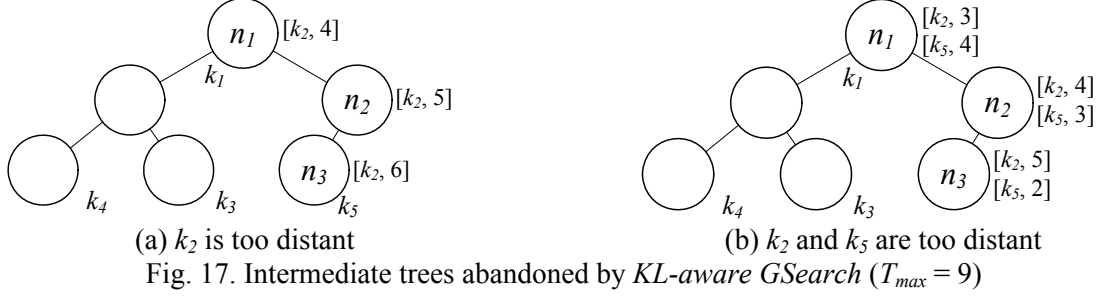 n1 [k2, 4]
k1
n2 [k2, 5]
n3 [k2, 6]
k4 k3 k5
(a) k2 is too distant
n1 [k2, 3]
[k5, 4]
k1
n2 [k2, 4]
[k5, 3]
n3 [k2, 5]
[k5, 2]
k4 k3
(b) k2 and k5 are too distant
Fig. 17. Intermediate trees abandoned by KL-aware GSearch (Tmax = 9)